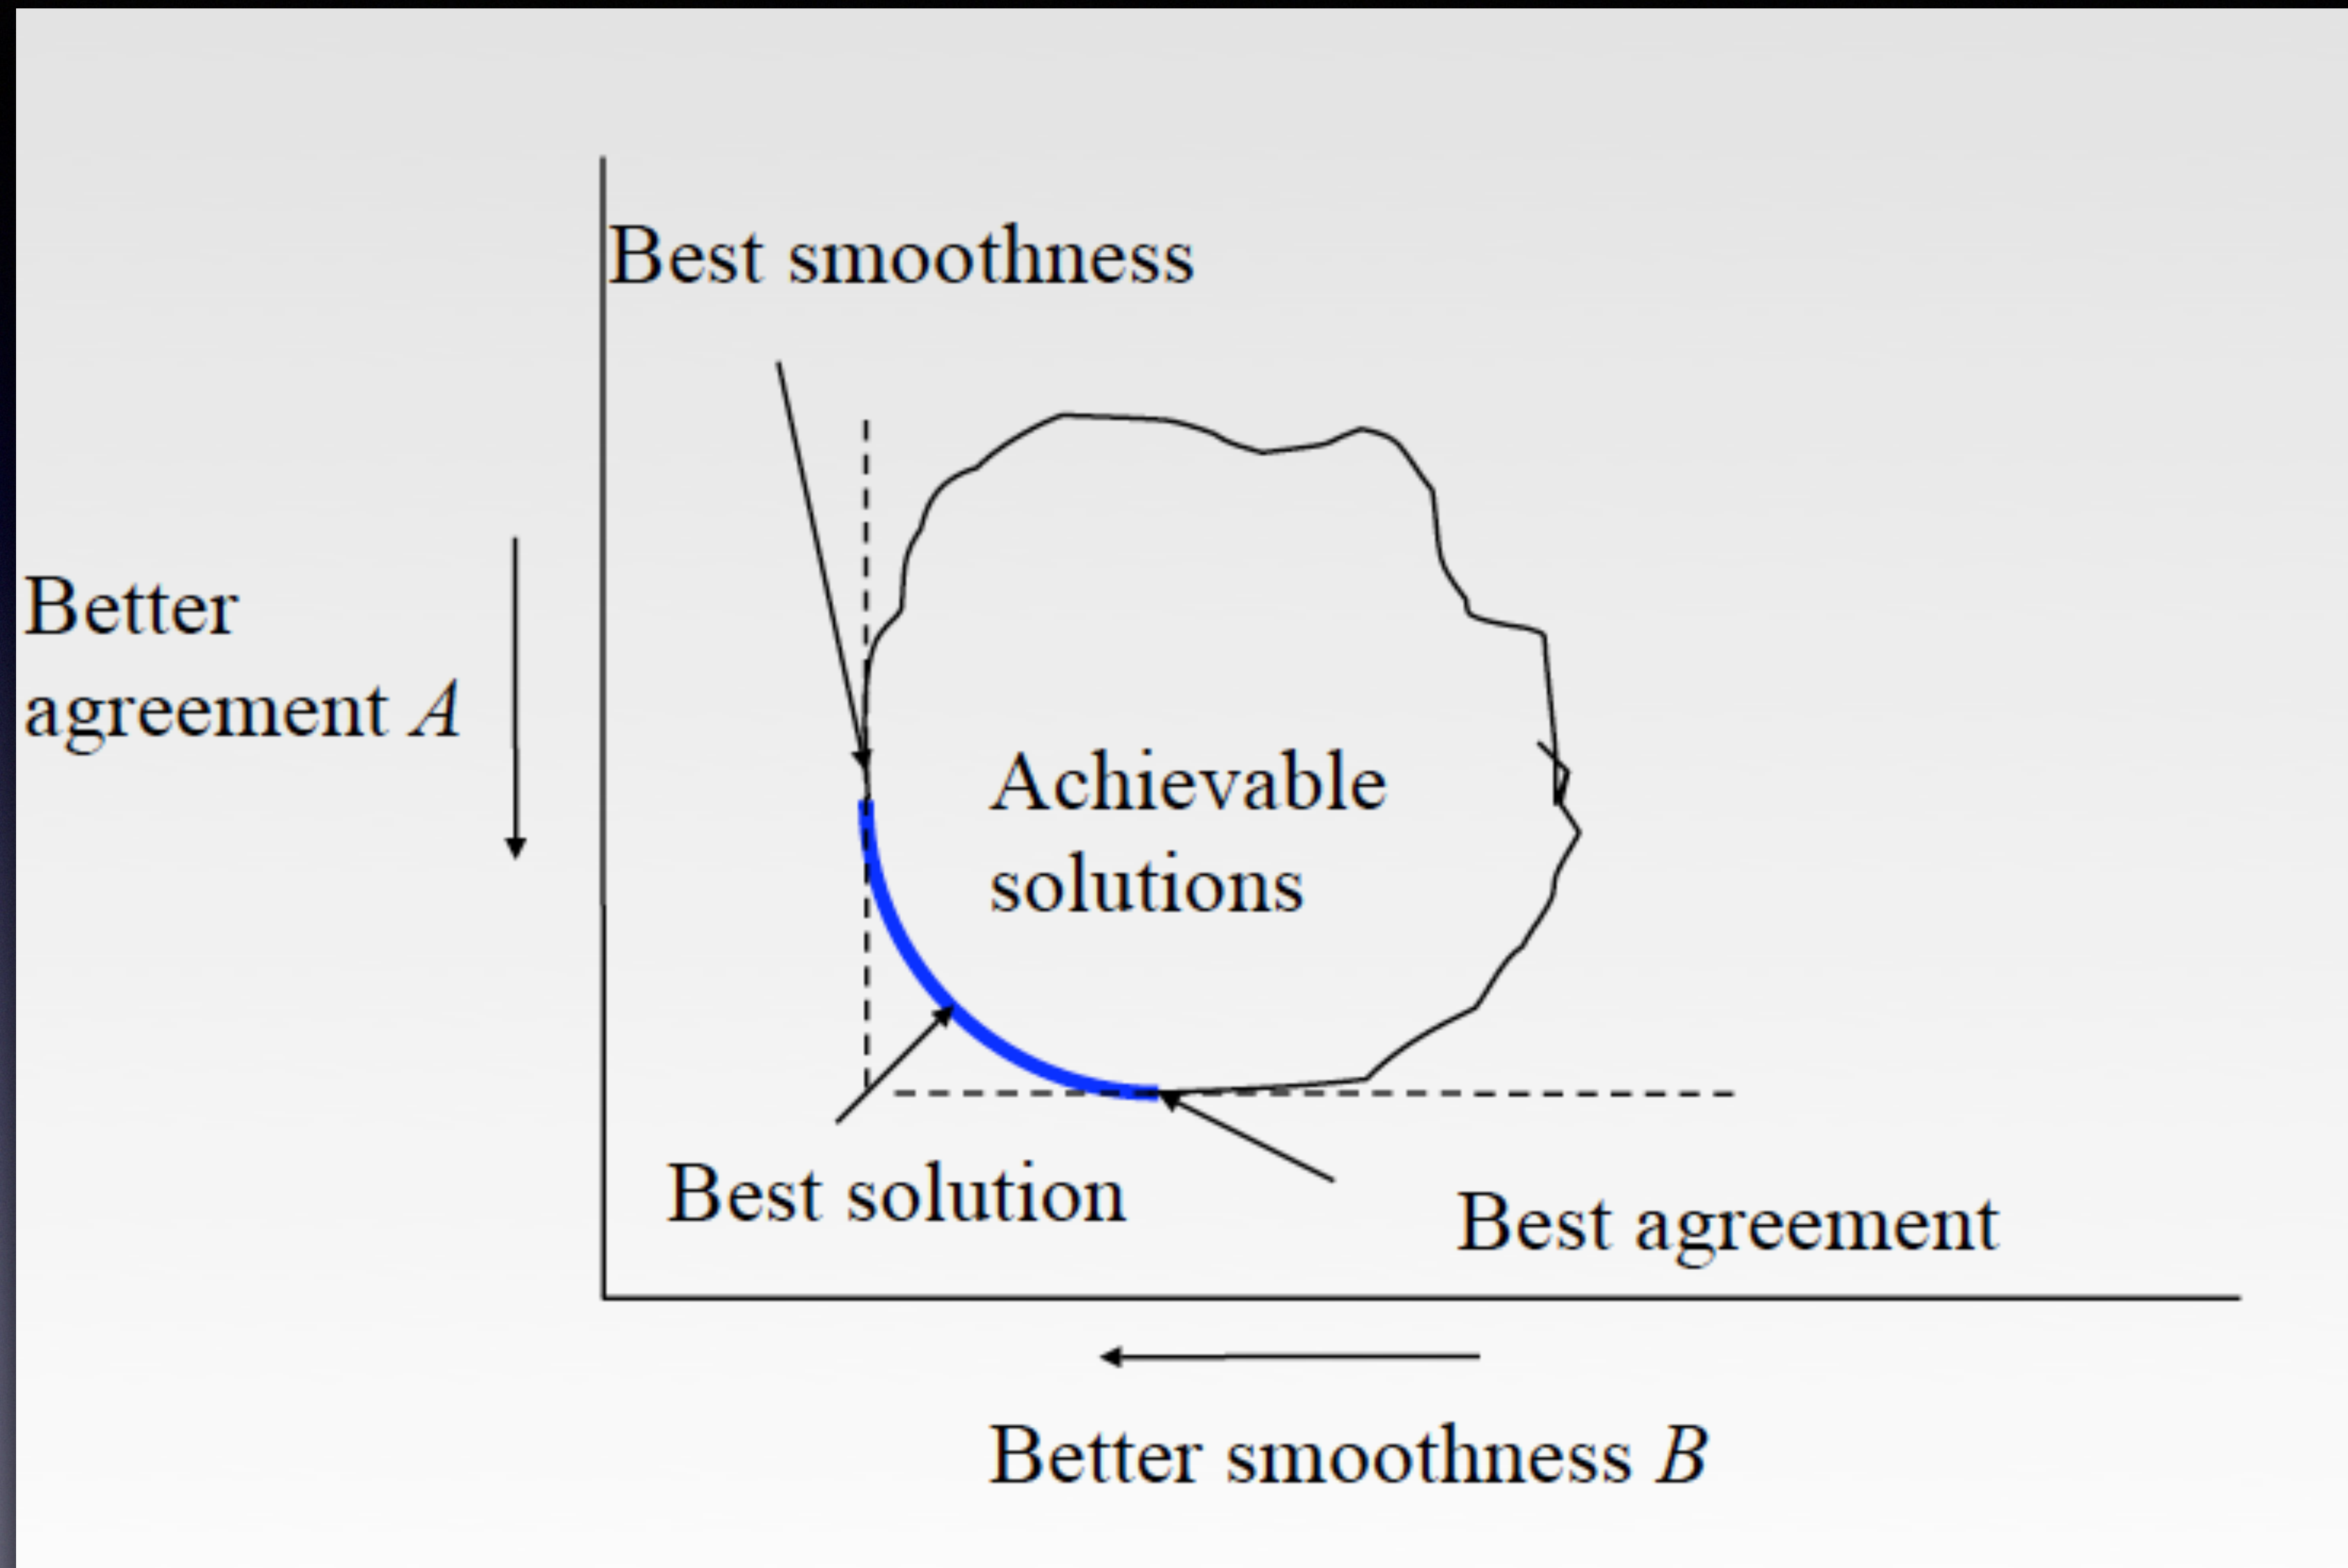 Best smoothness
Better
agreement A
Achievable
solutions
Best solution
Best agreement
Better smoothness B